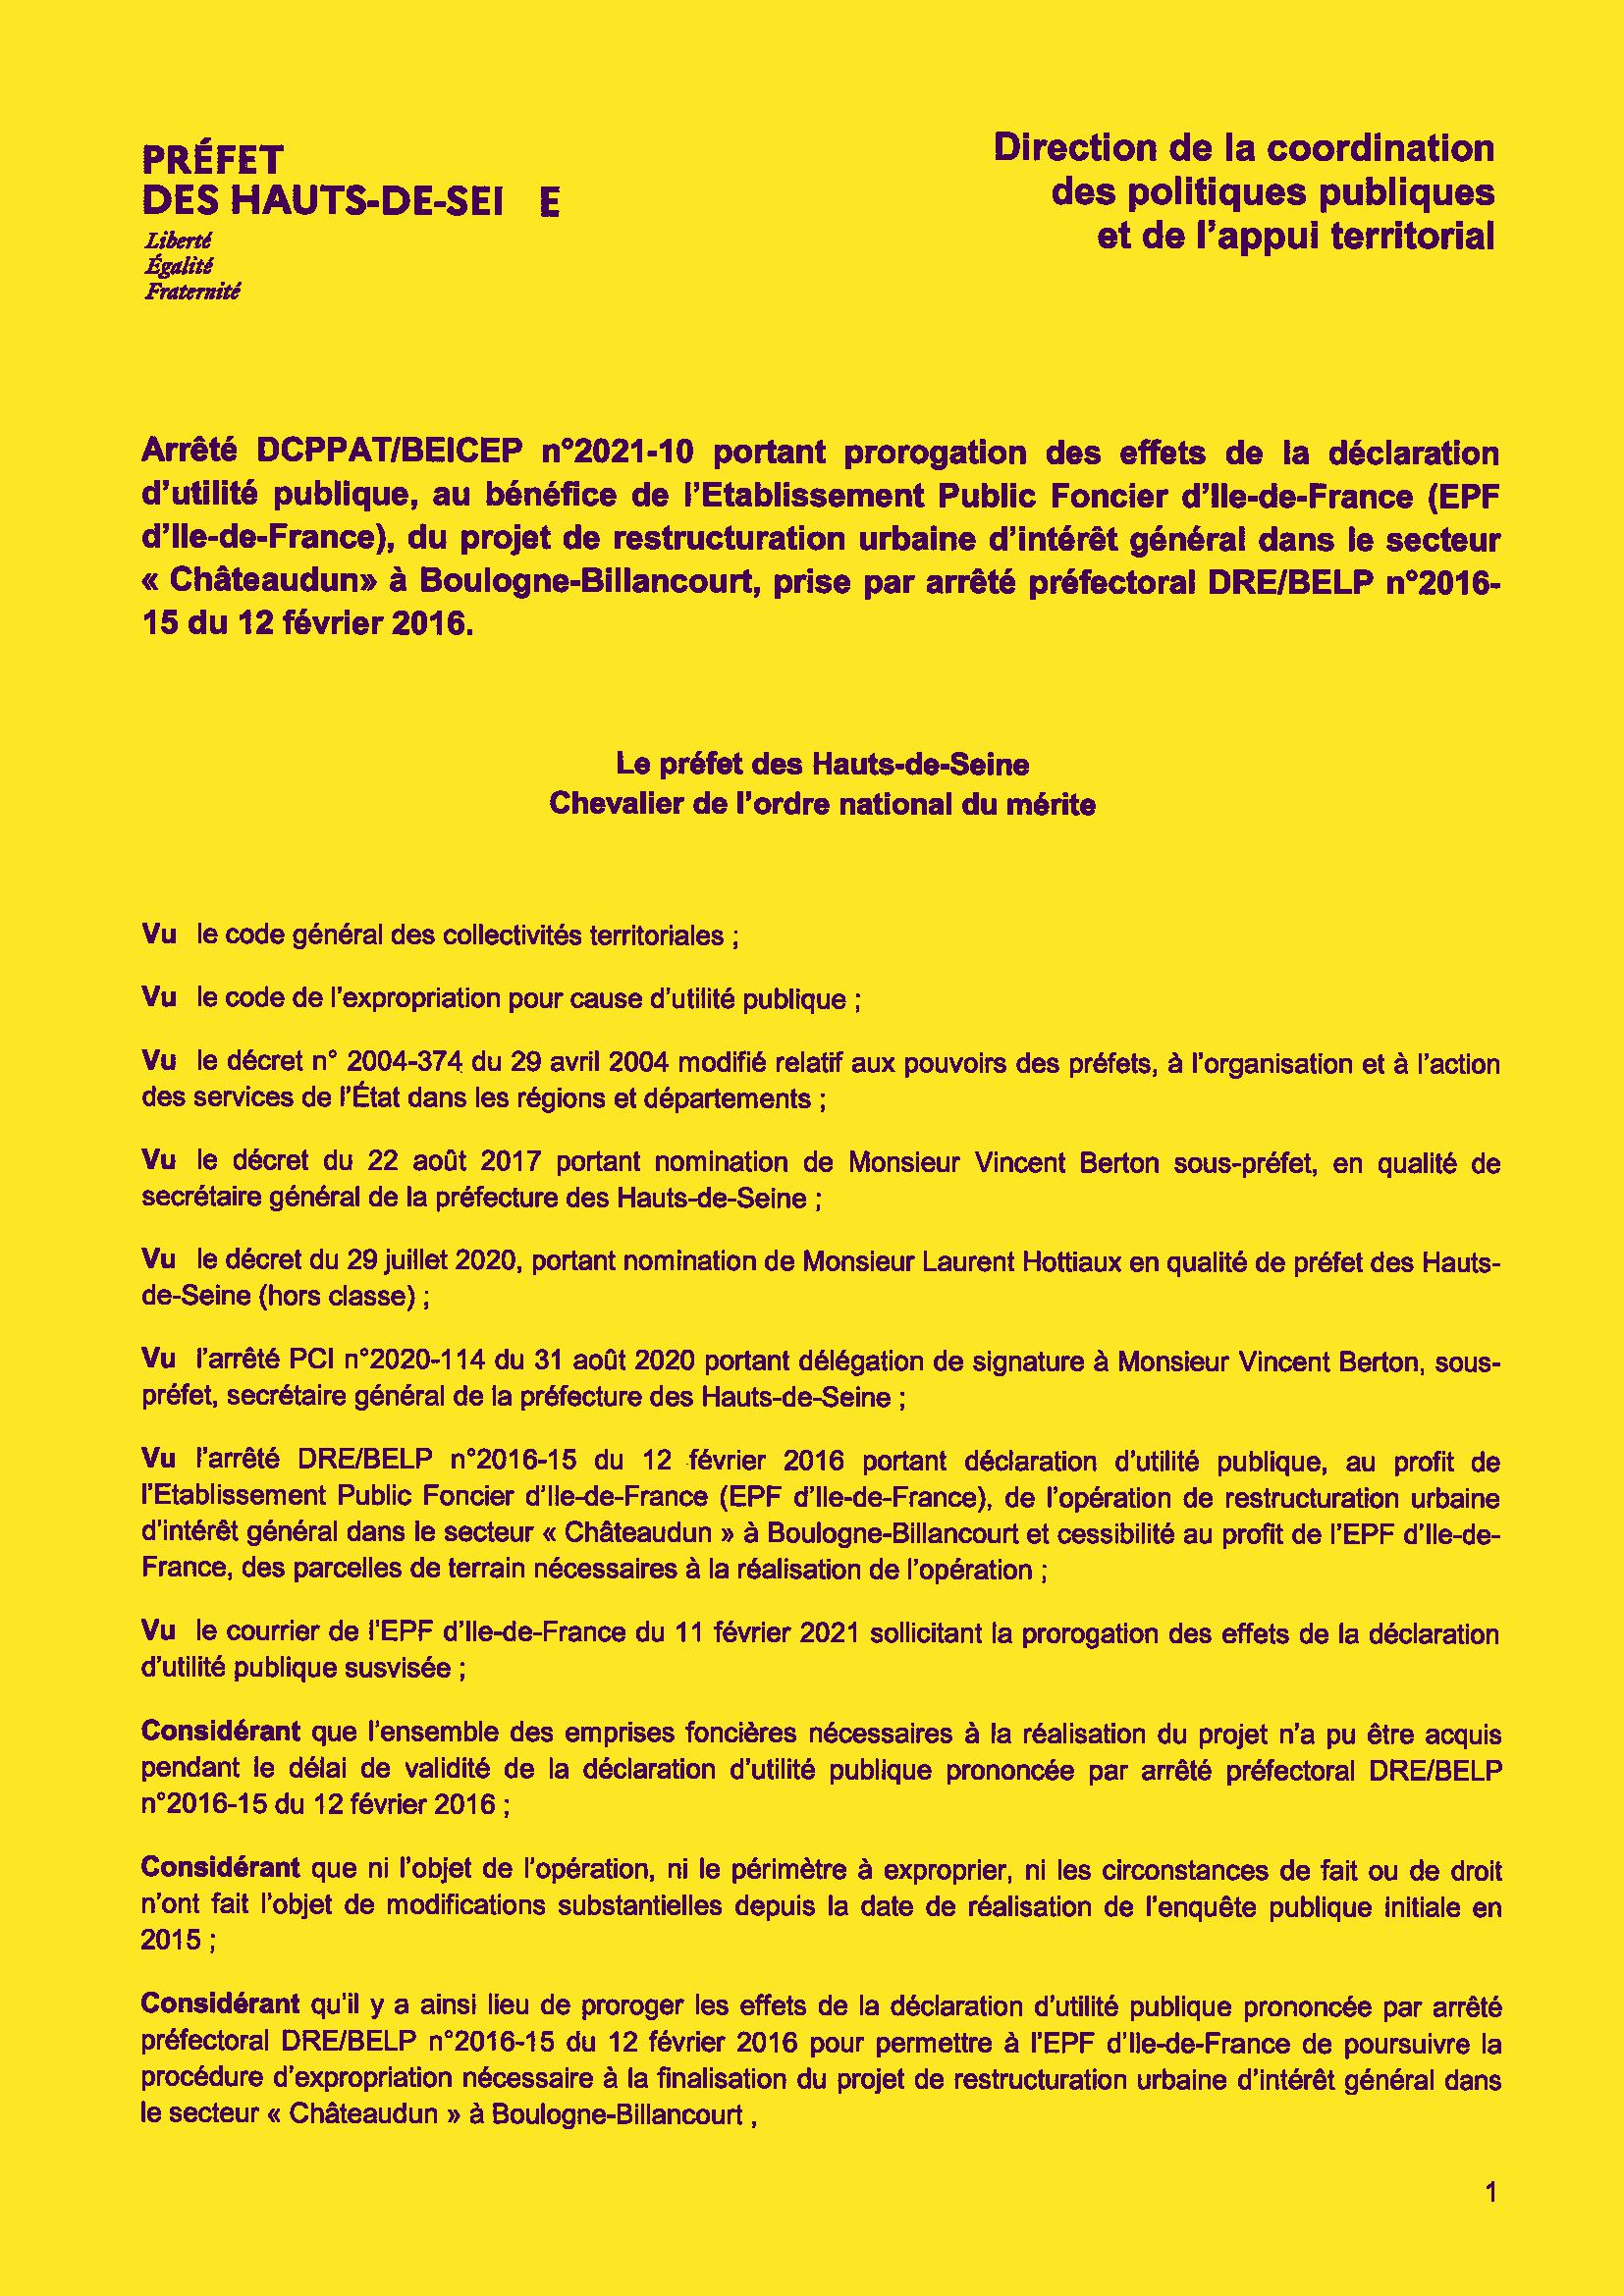 PRÉFET
DES HAUTS-DE-SEI E
Liberté
Égalité
Fraternité
Direction de la coordination
des politiques publiques
et de l'appui territorial
Arrêté DCPPAT/BEICEP n°2021-10 portant prorogation des effets de la déclaration
d'utilité publique, au bénéfice de l'Etablissement Public Foncier d'Ile-de-France (EPF
d'Ile-de-France), du projet de restructuration urbaine d'intérêt général dans le secteur
« Châteaudun» à Boulogne-Billancourt, prise par arrêté préfectoral DRE/BELP n°2016-
15 du 12 février 2016.
Le préfet des Hauts-de-Seine
Chevalier de l'ordre national du mérite
Vu le code général des collectivités territoriales ;
Vu le code de l'expropriation pour cause d'utilité publique ;
Vu le décret n° 2004-374 du 29 avril 2004 modifié relatif aux pouvoirs des préfets, à l'organisation et à l'action
des services de l'État dans les régions et départements ;
Vu le décret du 22 août 2017 portant nomination de Monsieur Vincent Berton sous-préfet, en qualité de
secrétaire général de la préfecture des Hauts-de-Seine ;
Vu le décret du 29 juillet 2020, portant nomination de Monsieur Laurent Hottiaux en qualité de préfet des Hauts-
de-Seine (hors classe) ;
Vu l'arrêté PCI n°2020-114 du 31 août 2020 portant délégation de signature à Monsieur Vincent Berton, sous-
préfet, secrétaire général de la préfecture des Hauts-de-Seine ;
Vu l'arrêté DRE/BELP n°2016-15 du 12 février 2016 portant déclaration d'utilité publique, au profit de
l'Etablissement Public Foncier d'Ile-de-France (EPF d'Ile-de-France), de l'opération de restructuration urbaine
d'intérêt général dans le secteur « Châteaudun » à Boulogne-Billancourt et cessibilité au profit de l'EPF d'Ile-de-
France, des parcelles de terrain nécessaires à la réalisation de l'opération ;
Vu le courrier de l'EPF d'Ile-de-France du 11 février 2021 sollicitant la prorogation des effets de la déclaration
d'utilité publique susvisée ;
Considérant que l'ensemble des emprises foncières nécessaires à la réalisation du projet n'a pu être acquis
pendant le délai de validité de la déclaration d'utilité publique prononcée par arrêté préfectoral DRE/BELP
n°2016-15 du 12 février 2016 ;
Considérant que ni l'objet de l'opération, ni le périmètre à exproprier, ni les circonstances de fait ou de droit
n'ont fait l'objet de modifications substantielles depuis la date de réalisation de l'enquête publique initiale en
2015 ;
Considérant qu'il y a ainsi lieu de proroger les effets de la déclaration d'utilité publique prononcée par arrêté
préfectoral DRE/BELP n°2016-15 du 12 février 2016 pour permettre à l'EPF d'Ile-de-France de poursuivre la
procédure d'expropriation nécessaire à la finalisation du projet de restructuration urbaine d'intérêt général dans
le secteur « Châteaudun » à Boulogne-Billancourt ,
1